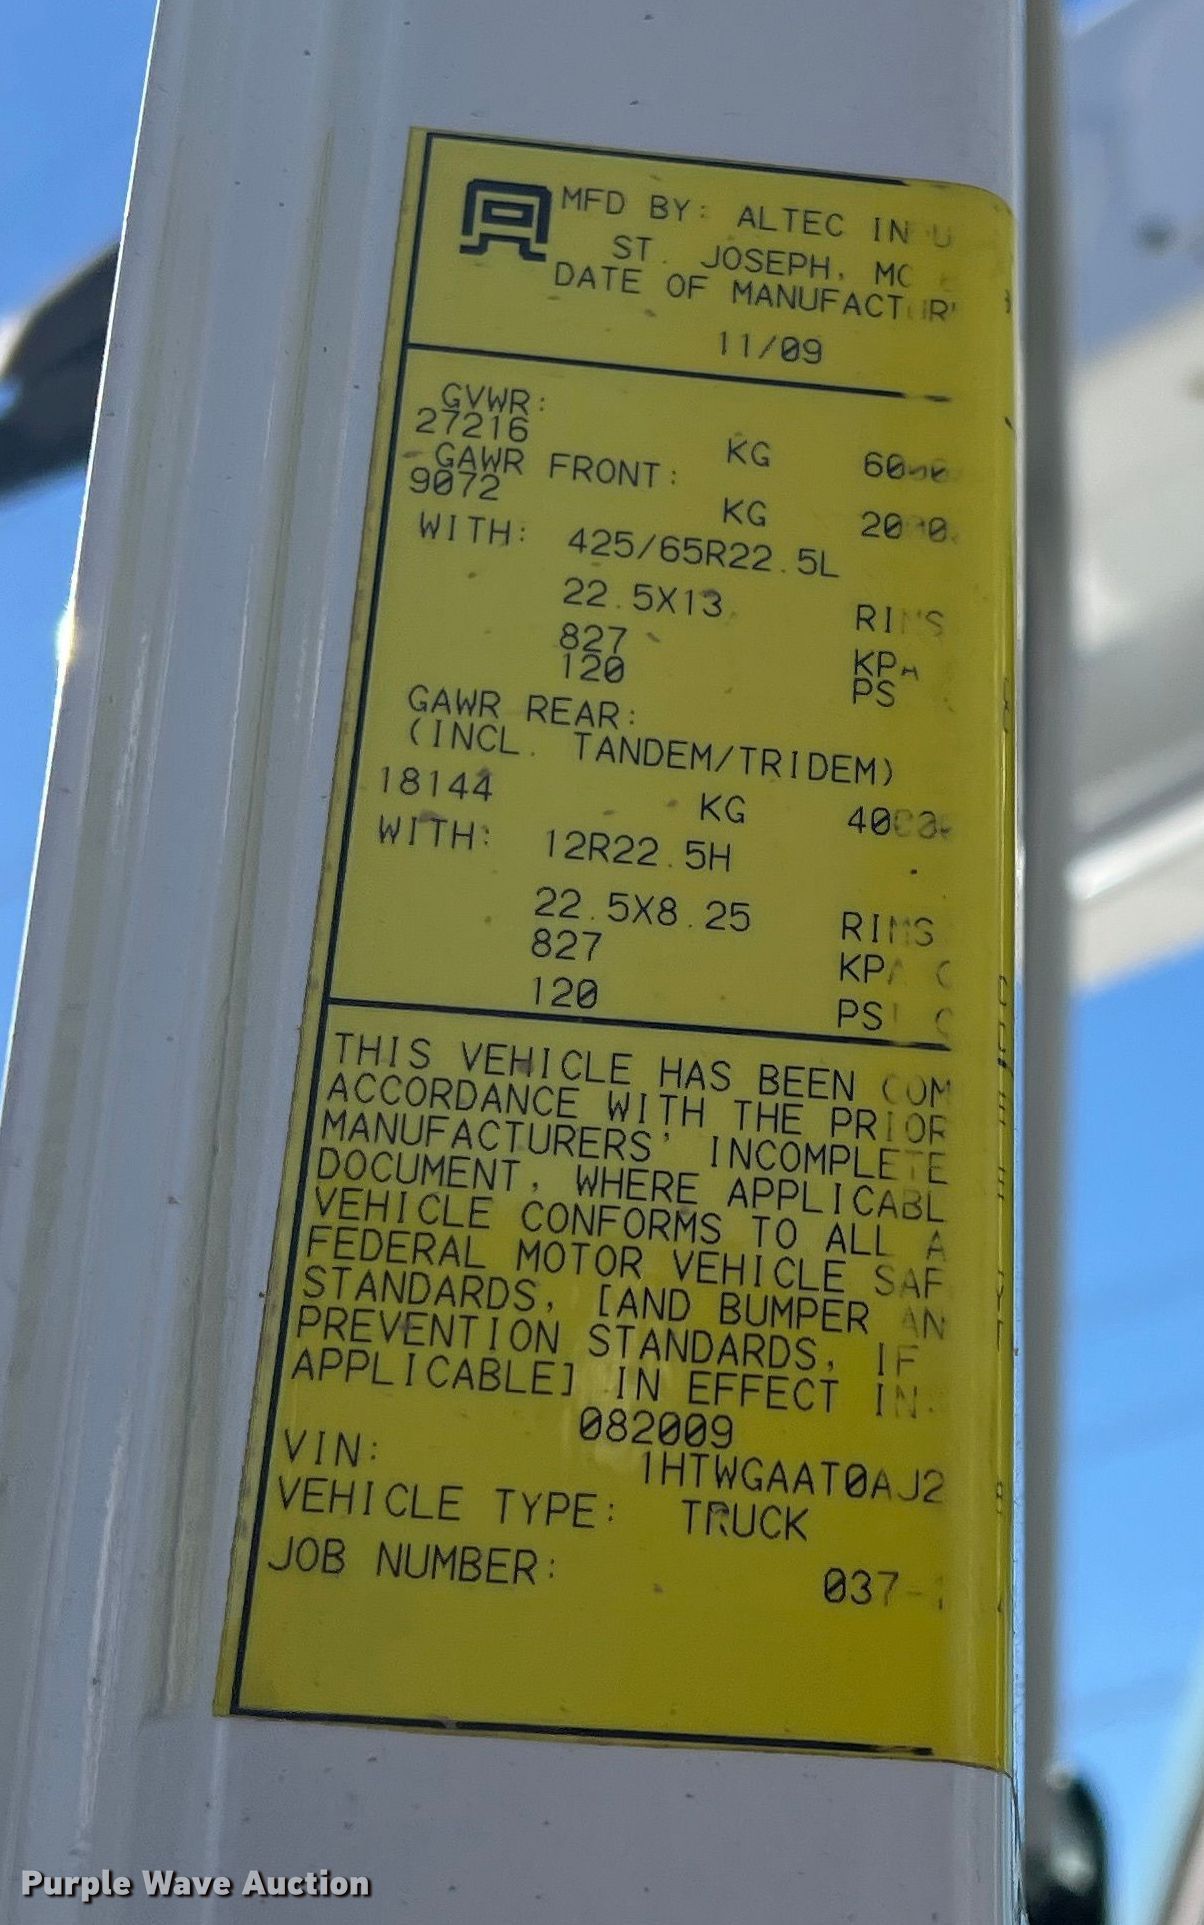 MFD BY: ALTEC
ST. JOSEPH, MO
DATE OF
11/09
GVWR:
27216 KG
GAWR FRONT:
9072 KG
WITH: 425/65R22.5L
22.5X13 RIMS
827 KPA
120
GAWR REAR:
(INCL. TANDEM/TRIDEM)
18144 KG
WITH: 12R22.5H
22.5X8.25 RIMS
827 KPA
120 PSI
THIS VEHICLE HAS BEEN
ACCORDANCE WITH THE PRIOR
MANUFACTURERS' INCOMPLETE
DOCUMENT, WHERE
VEHICLE CONFORMS TO ALL
FEDERAL MOTOR VEHICLE
STANDARDS, [AND BUMPER
PREVENTION STANDARDS, IF
APPLICABLE] IN EFFECT IN
082009
VIN: 1HTWGAAT0AJ2
VEHICLE TYPE: TRUCK
JOB NUMBER: 037-
Purple Wave Auction